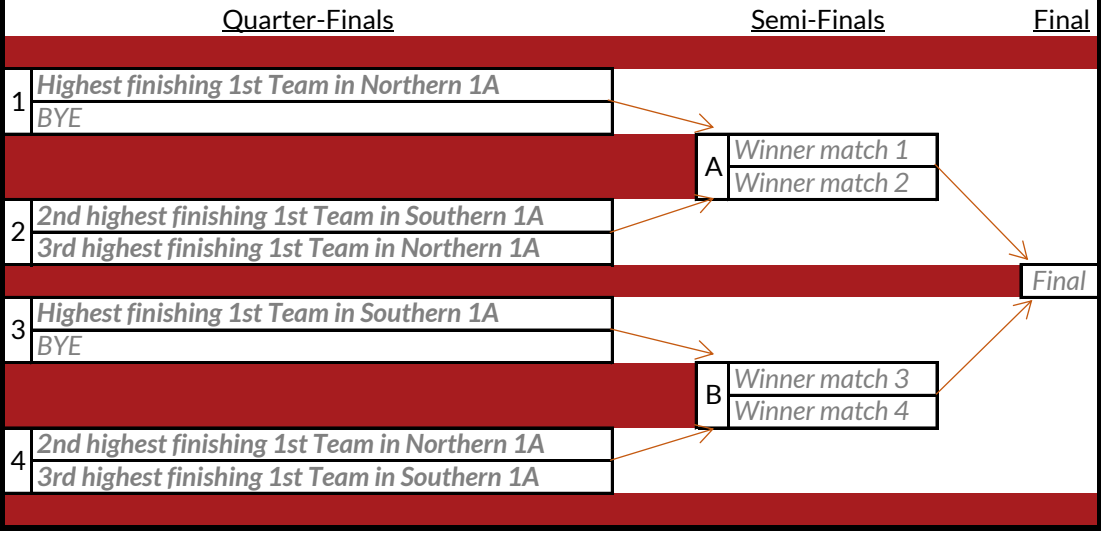 Quarter-Finals Semi-Finals Final
1 Highest finishing 1st Team in Northern 1A
BYE
A Winner match 1
Winner match 2
2 2nd highest finishing 1st Team in Southern 1A
3rd highest finishing 1st Team in Northern 1A
Final
3 Highest finishing 1st Team in Southern 1A
BYE
B Winner match 3
Winner match 4
4 2nd highest finishing 1st Team in Northern 1A
3rd highest finishing 1st Team in Southern 1A